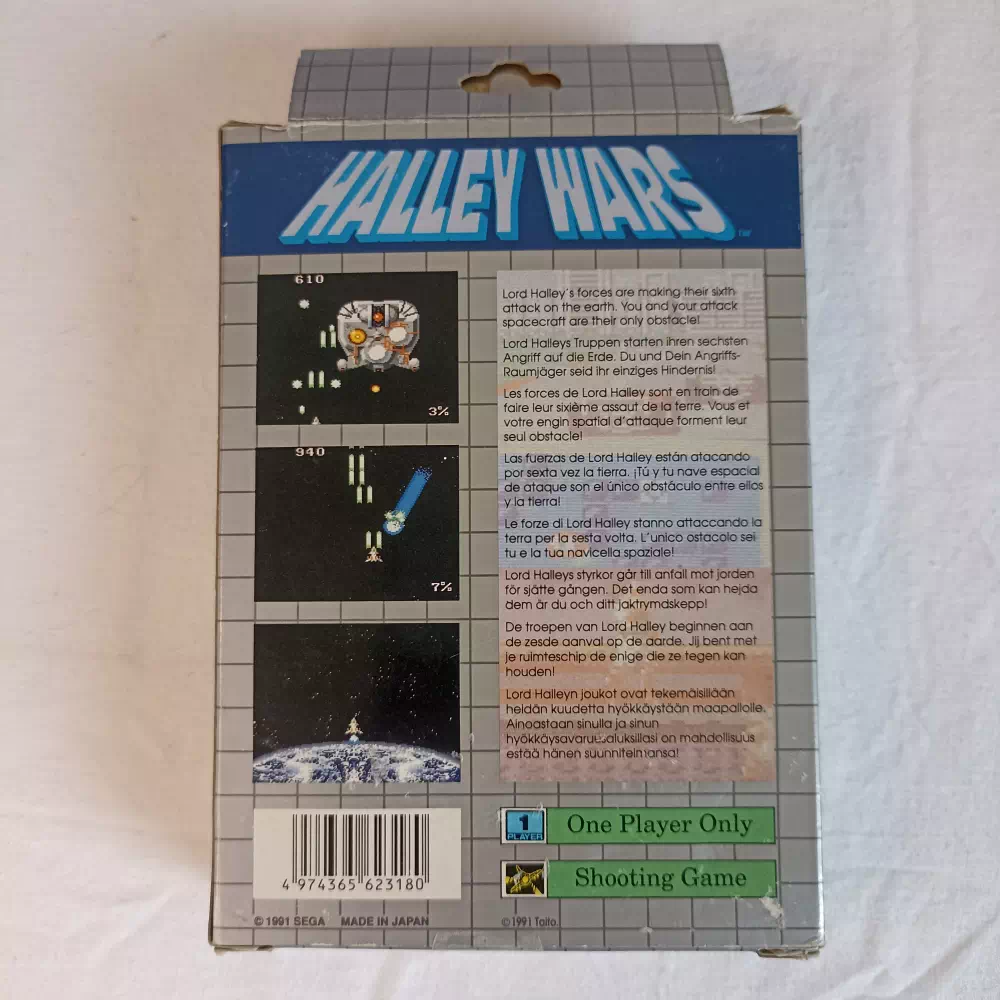 HALLEY WARS
TM
610
3%
940
7%
Lord Halley's forces are making their sixth
attack on the earth. You and your attack
spacecraft are their only obstacle!
Lord Halleys Truppen starten ihren sechsten
Angriff auf die Erde. Du und Dein Angriffs-
Raumjäger seid ihr einziges Hindernis!
Les forces de Lord Halley sont en train de
faire leur sixième assaut de la terre. Vous et
votre engin spatial d'attaque forment leur
seul obstacle!
Las fuerzas de Lord Halley están atacando
por sexta vez la tierra. ¡Tú y tu nave espacial
de ataque son el único obstáculo entre ellos
y la tierra!
Le forze di Lord Halley stanno attaccando la
terra per la sesta volta. L'unico ostacolo sei
tu e la tua navicella spaziale!
Lord Halleys styrkor går till anfall mot jorden
för sjätte gången. Det enda som kan hejda
dem är du och ditt jaktrymdskepp!
De troepen van Lord Halley beginnen aan
de zesde aanval op de aarde. Jij bent met
je ruimteschip de enige die ze tegen kan
houden!
Lord Halleyn joukot ovat tekemäisillään
heidän kuudetta hyökkäystään maapallolle.
Ainoastaan sinulla ja sinun
hyökkäysavaruusaluksillasi on mahdollisuus
estää hänen suunnitelmansa!
1
PLAYER
One Player Only
Shooting Game
4 974365 623180
© 1991 SEGA MADE IN JAPAN
© 1991 Taito.